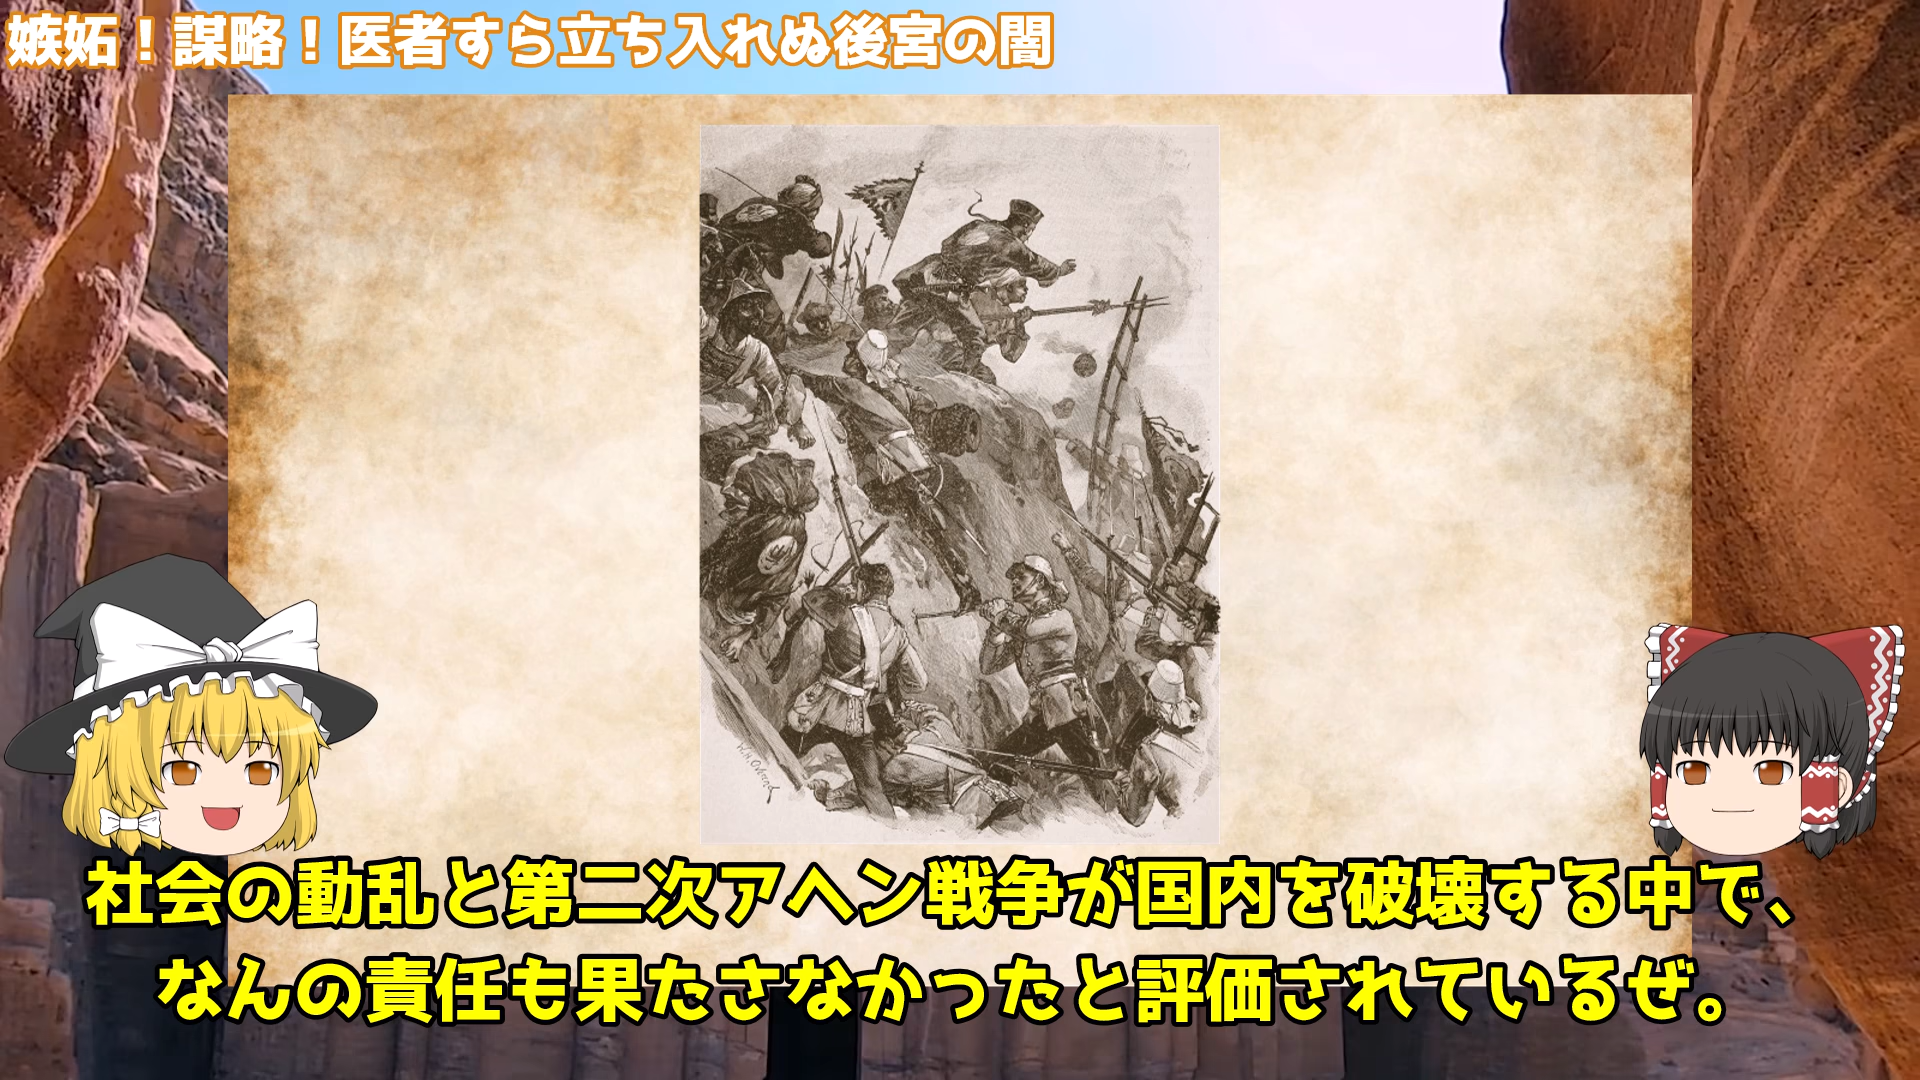 嫉妬！謀略！医者すら立ち入れぬ後宮の闇
W.H.Overend
社会の動乱と第二次アヘン戦争が国内を破壊する中で、
なんの責任も果たさなかったと評価されているぜ。